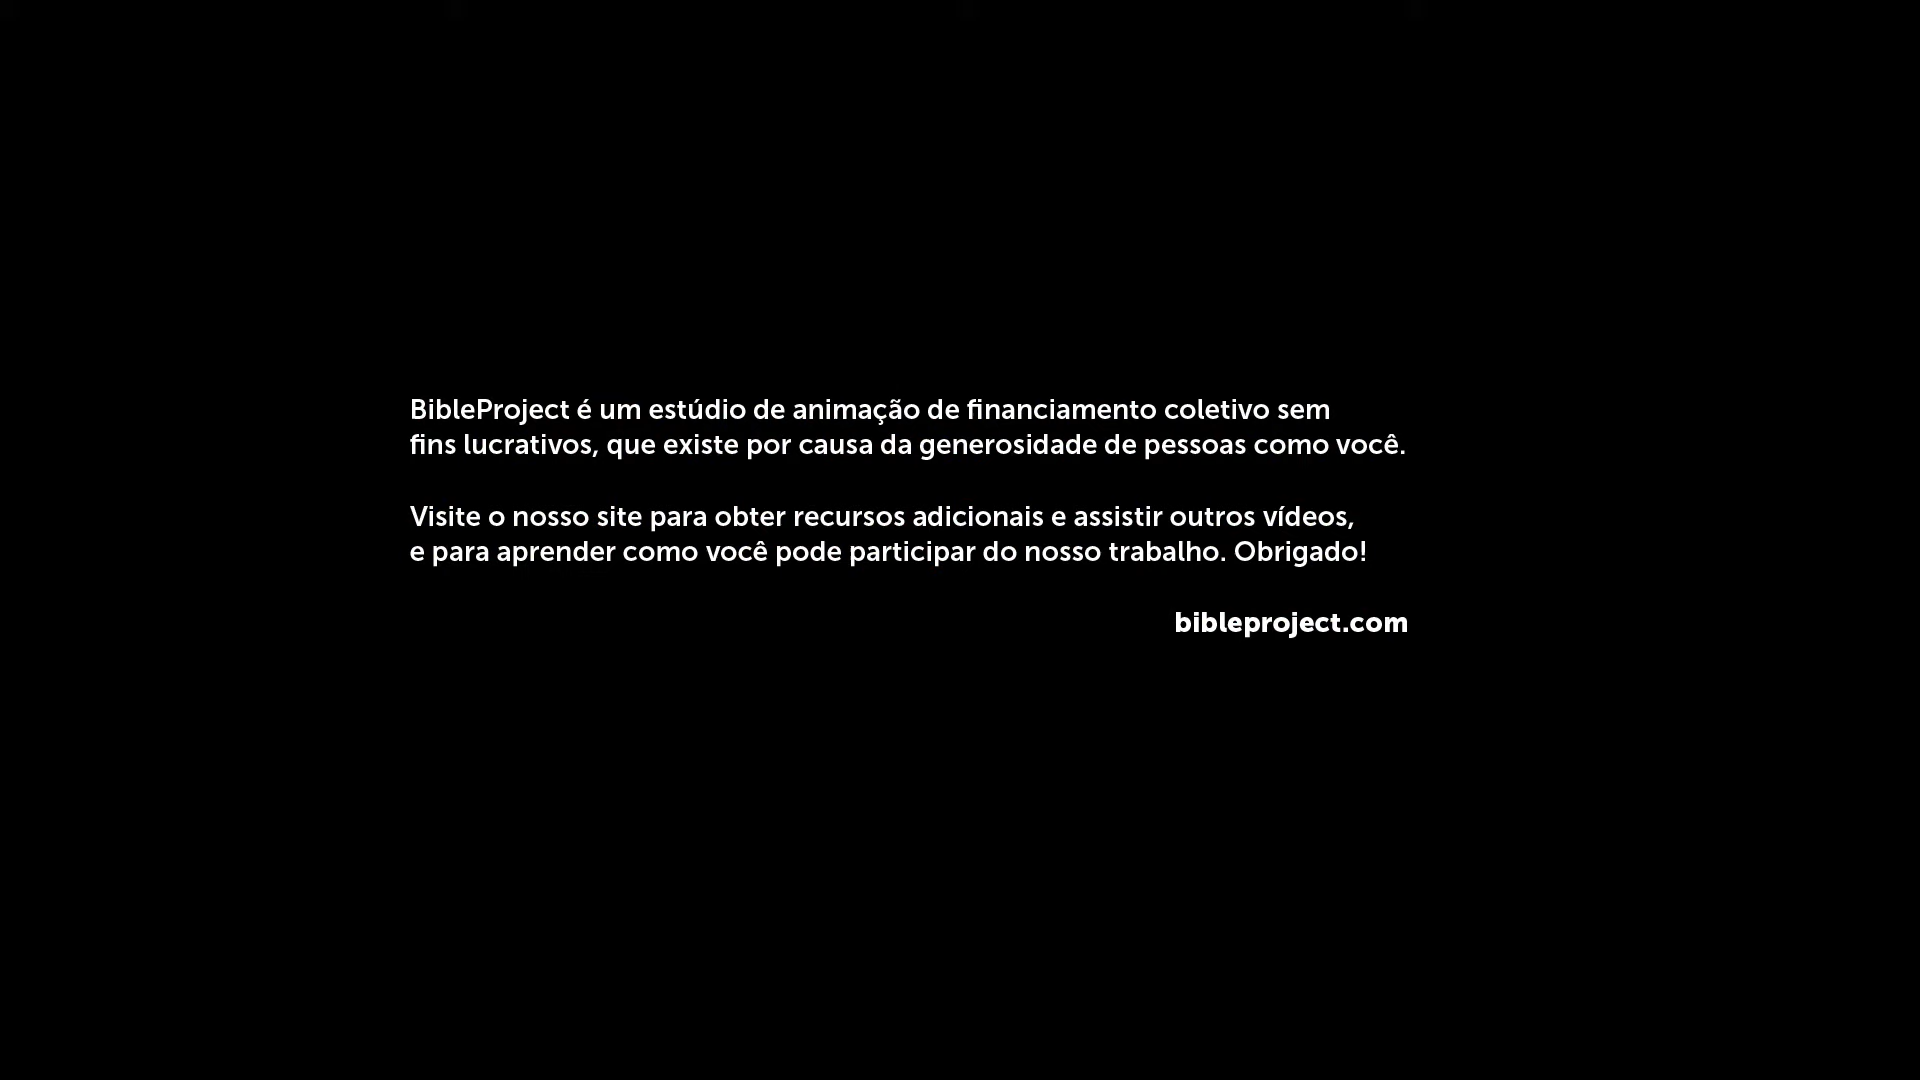 BibleProject é um estúdio de animação de financiamento coletivo sem
fins lucrativos, que existe por causa da generosidade de pessoas como você.
Visite o nosso site para obter recursos adicionais e assistir outros vídeos,
e para aprender como você pode participar do nosso trabalho. Obrigado!
bibleproject.com